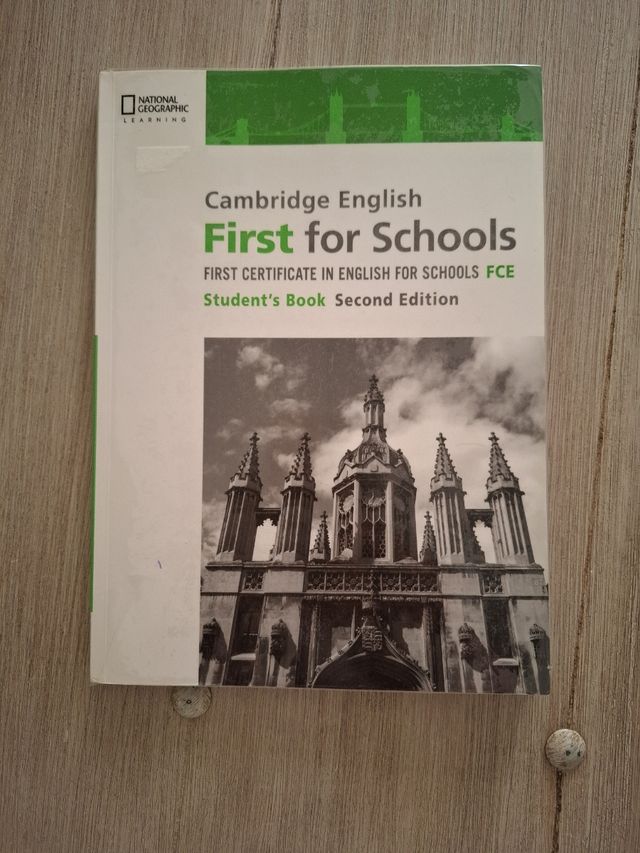 NATIONAL
GEOGRAPHIC
LEARNING
Cambridge English
First for Schools
FIRST CERTIFICATE IN ENGLISH FOR SCHOOLS FCE
Student's Book Second Edition